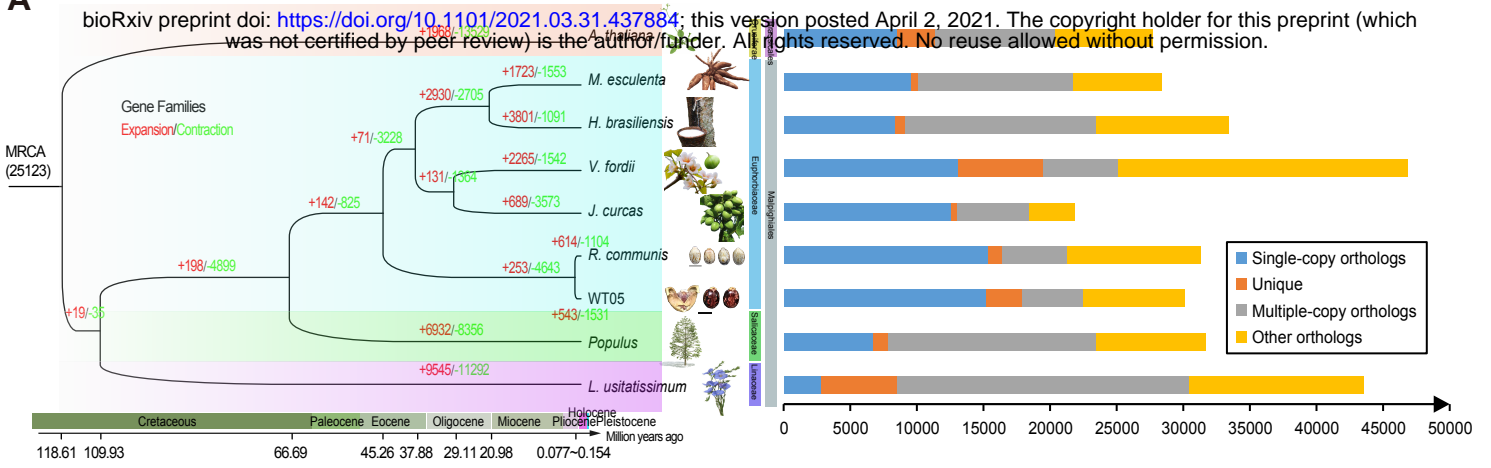 A
bioRxiv preprint doi: https://doi.org/10.1101/2021.03.31.437884; this version posted April 2, 2021. The copyright holder for this preprint (which
was not certified by peer review) is the author/funder. All rights reserved. No reuse allowed without permission.
+1968/-13529
A. thaliana
Gene Families
Expansion/Contraction
MRCA
(25123)
+1723/-1553
M. esculenta
+2930/-2705
+3801/-1091
H. brasiliensis
+71/-3228
+2265/-1542
V. fordii
+131/-1364
+689/-3573
J. curcas
+142/-825
+614/-1104
R. communis
+198/-4899
+253/-4643
WT05
+543/-1531
+19/-35
+6932/-8356
Populus
+9545/-11292
L. usitatissimum
Euphorbiaceae
Salicaceae
Linaceae
Malpighiales
Single-copy orthologs
Unique
Multiple-copy orthologs
Other orthologs
0 5000 10000 15000 20000 25000 30000 35000 40000 45000 50000
Cretaceous Paleocene Eocene Oligocene Miocene Pliocene Pleistocene
Holocene
Million years ago
118.61 109.93 66.69 45.26 37.88 29.11 20.98 0.077~0.154